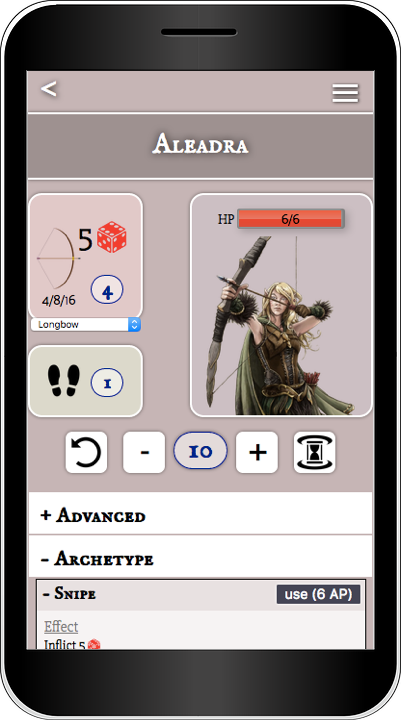 <
Aleadra
5
4
4/8/16
Longbow
HP 6/6
1
- 10 +
+ Advanced
- Archetype
- Snipe use (6 AP)
Effect
Inflict 5